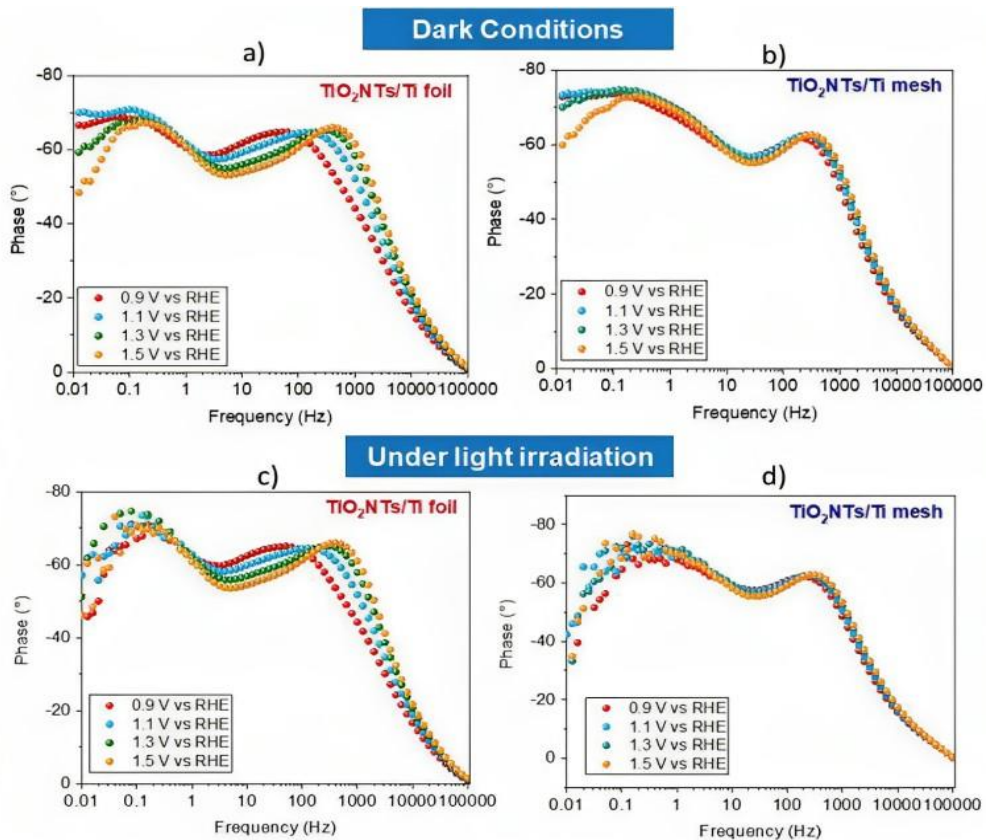 Dark Conditions
a)
TiO₂NTs/Ti foil
-80
-60
-40
-20
0
Phase (°)
0.9 V vs RHE
1.1 V vs RHE
1.3 V vs RHE
1.5 V vs RHE
0.01 0.1 1 10 100 1000 10000 100000
Frequency (Hz)
b)
TiO₂NTs/Ti mesh
-80
-60
-40
-20
0
Phase (°)
0.9 V vs RHE
1.1 V vs RHE
1.3 V vs RHE
1.5 V vs RHE
0.01 0.1 1 10 100 1000 10000 100000
Frequency (Hz)
Under light irradiation
c)
TiO₂NTs/Ti foil
-80
-60
-40
-20
0
Phase (°)
0.9 V vs RHE
1.1 V vs RHE
1.3 V vs RHE
1.5 V vs RHE
0.01 0.1 1 10 100 1000 10000 100000
Frequency (Hz)
d)
TiO₂NTs/Ti mesh
-80
-60
-40
-20
0
Phase (°)
0.9 V vs RHE
1.1 V vs RHE
1.3 V vs RHE
1.5 V vs RHE
0.01 0.1 1 10 100 1000 10000 100000
Frequency (Hz)